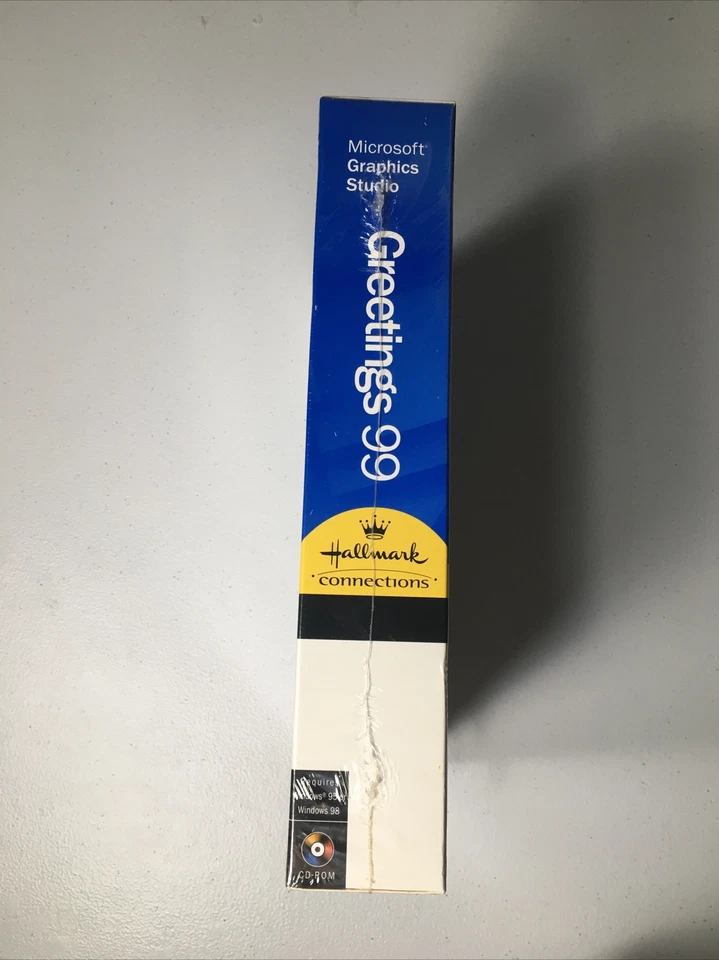 Microsoft
Graphics
Studio
Greetings 99
Hallmark
connections
Windows 98
CD-ROM